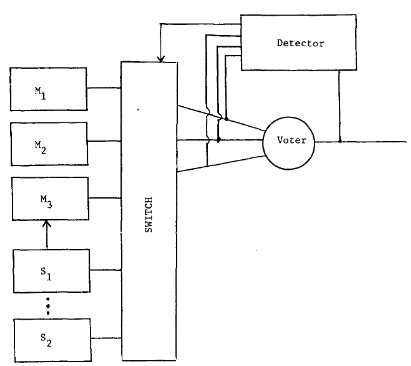 Detector
M1
M2
Voter
M3
SWITCH
S1
S2